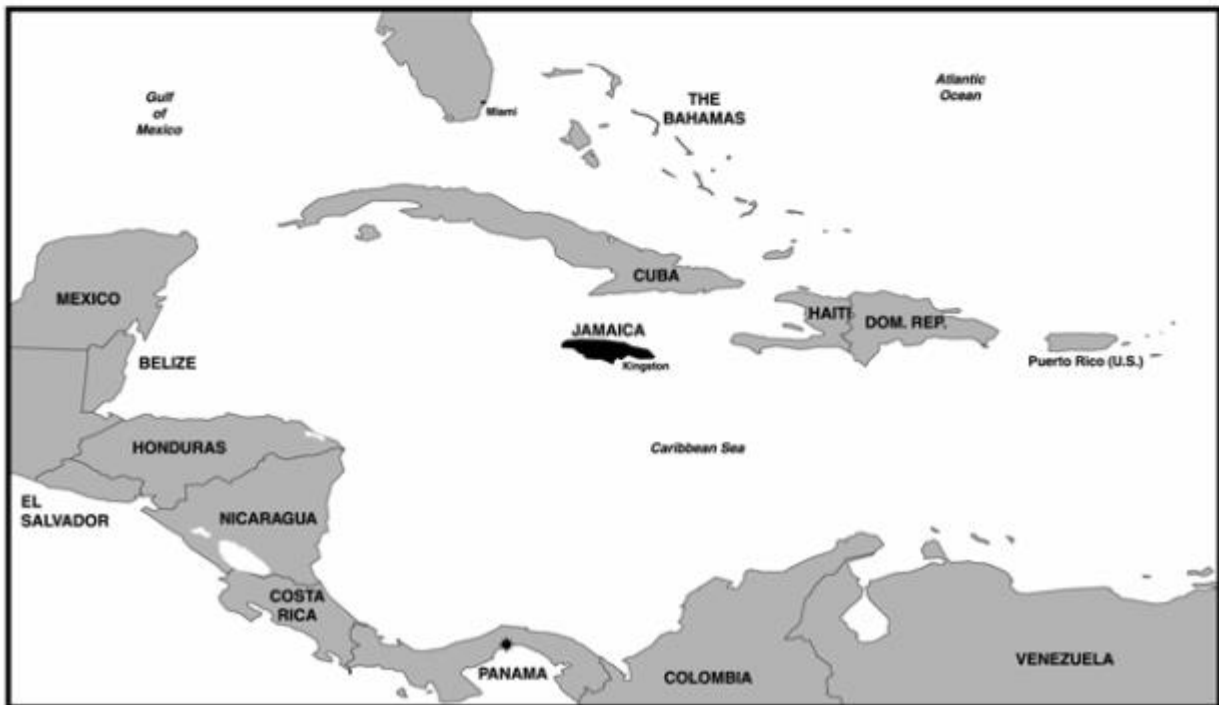 Gulf
of
Mexico
Miami
THE
BAHAMAS
Atlantic
Ocean
CUBA
MEXICO
HAITI
DOM. REP.
JAMAICA
Kingston
BELIZE
Puerto Rico (U.S.)
HONDURAS
Caribbean Sea
EL
SALVADOR
NICARAGUA
COSTA
RICA
PANAMA
COLOMBIA
VENEZUELA